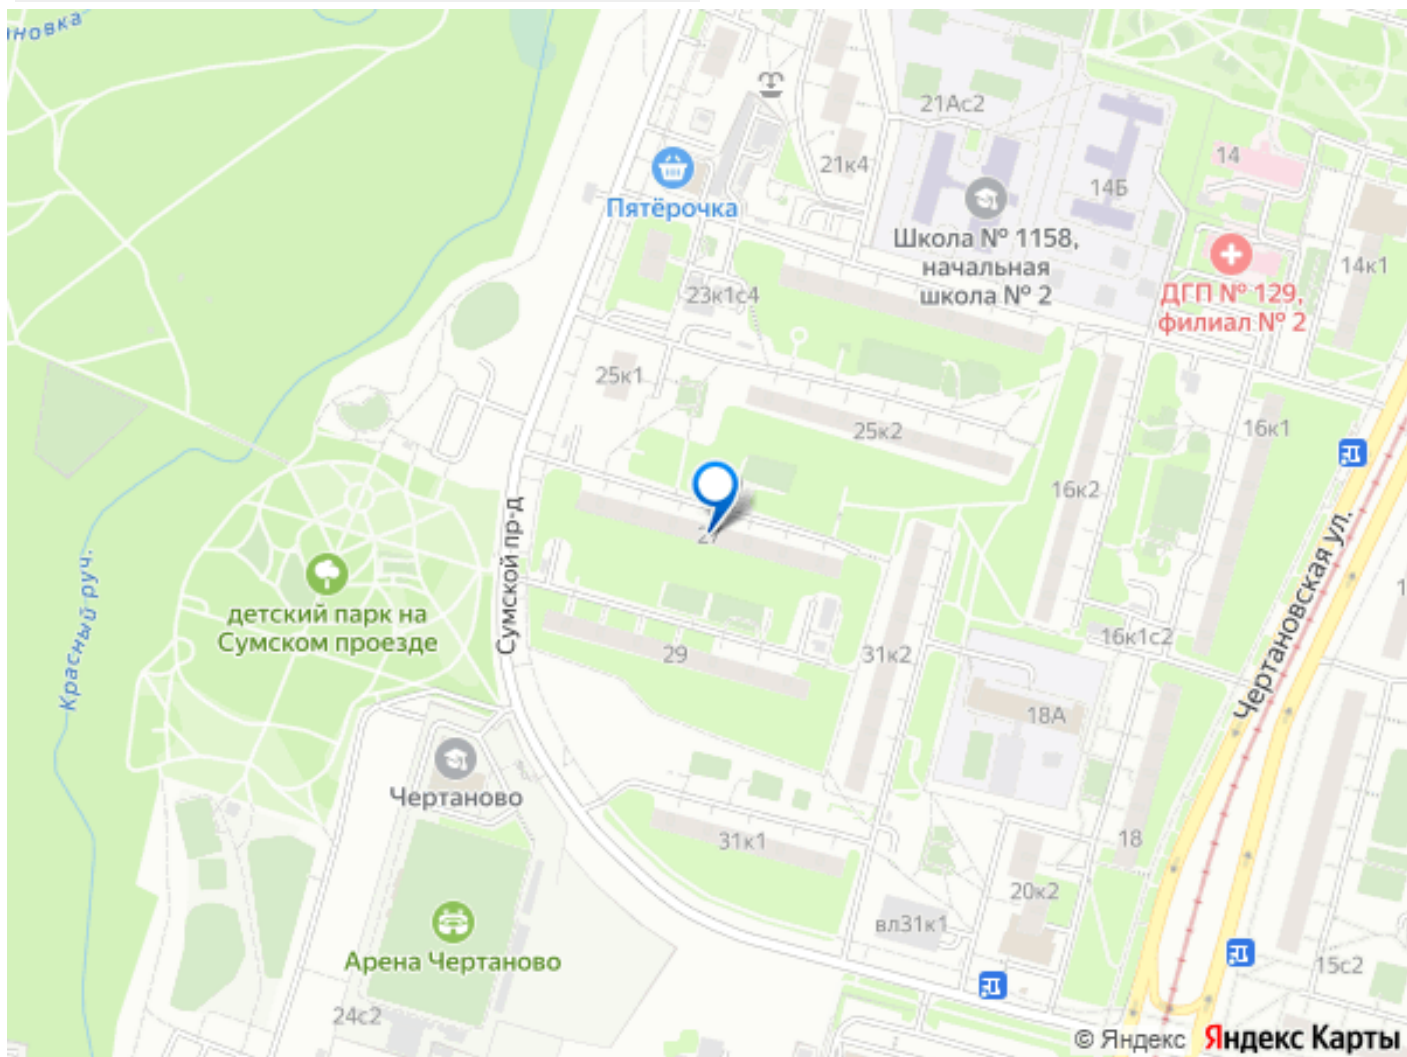 21Ас2
14
21к4
14Б
Пятёрочка
Школа № 1158,
начальная
школа № 2
14к1
23к1с4
ДГП № 129,
филиал № 2
25к1
25к2
16к1
16к2
Сумской пр-д
Чертановская ул.
Красный руч.
детский парк на
Сумском проезде
16к1с2
29
31к2
18А
Чертаново
31к1
18
20к2
вл31к1
Арена Чертаново
15с2
24с2
© Яндекс Яндекс Карты